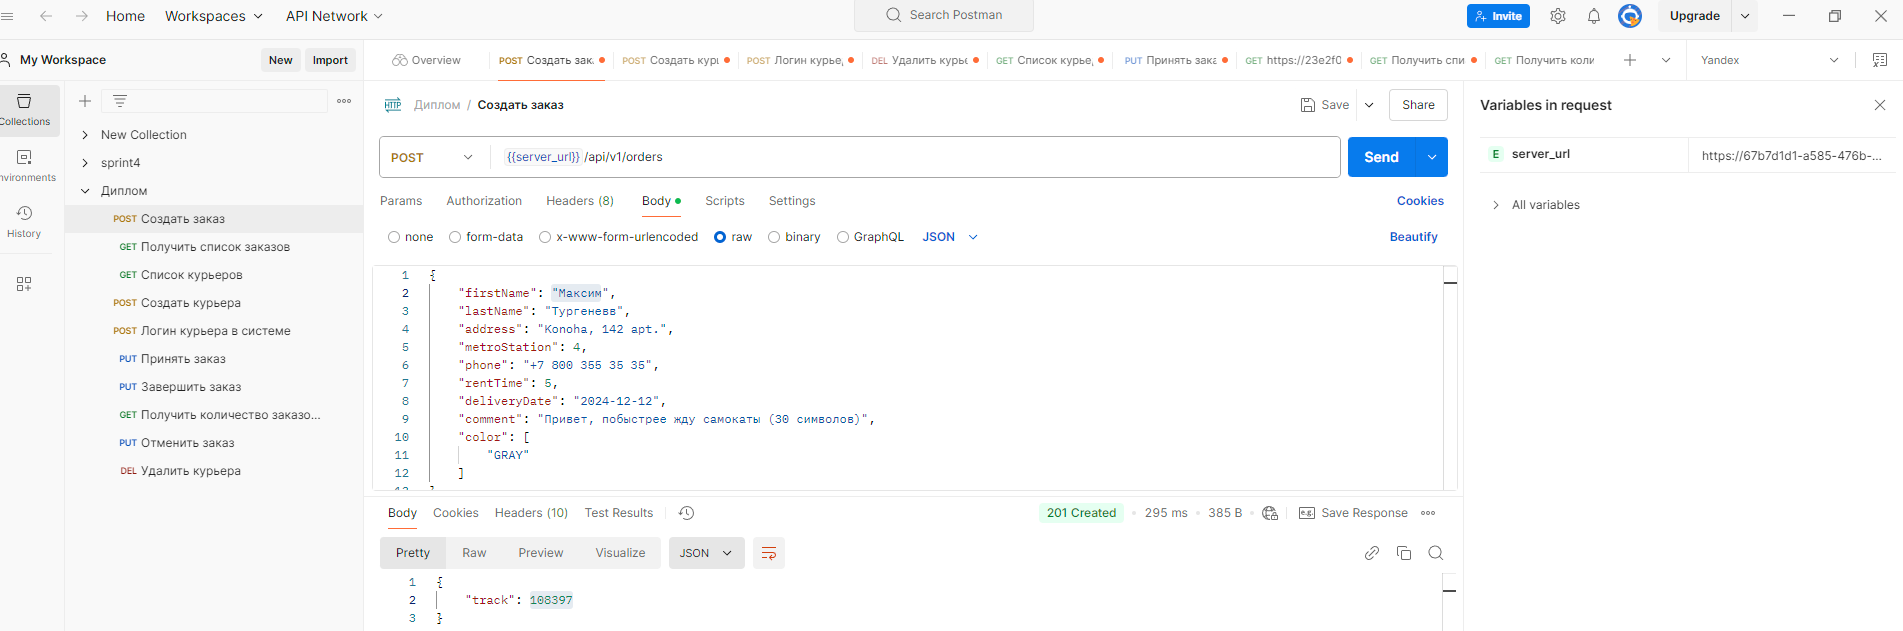 Home Workspaces API Network Search Postman Invite Upgrade
My Workspace New Import Overview POST Создать зак. POST Создать курь POST Логин курье, DEL Удалить курье GET Список курье, PUT Принять зака GET https://23e2f0 GET Получить спи GET Получить коли Yandex
Collections
Environments
History
New Collection
sprint4
Диплом
POST Создать заказ
GET Получить список заказов
GET Список курьеров
POST Создать курьера
POST Логин курьера в системе
PUT Принять заказ
PUT Завершить заказ
GET Получить количество заказо...
PUT Отменить заказ
DEL Удалить курьера
HTTP Диплом / Создать заказ Save Share
POST {{server_url}}/api/v1/orders Send
Params Authorization Headers (8) Body Scripts Settings Cookies
none form-data x-www-form-urlencoded raw binary GraphQL JSON Beautify
1 {
2 "firstName": "Максим",
3 "lastName": "Тургеневв",
4 "address": "Konoha, 142 apt.",
5 "metroStation": 4,
6 "phone": "+7 800 355 35 35",
7 "rentTime": 5,
8 "deliveryDate": "2024-12-12",
9 "comment": "Привет, побыстрее жду самокаты (30 символов)",
10 "color": [
11 "GRAY"
12 ]
Body Cookies Headers (10) Test Results 201 Created 295 ms 385 B e.g. Save Response
Pretty Raw Preview Visualize JSON
1 {
2 "track": 108397
3 }
Variables in request
E server_url https://67b7d1d1-a585-476b-...
All variables